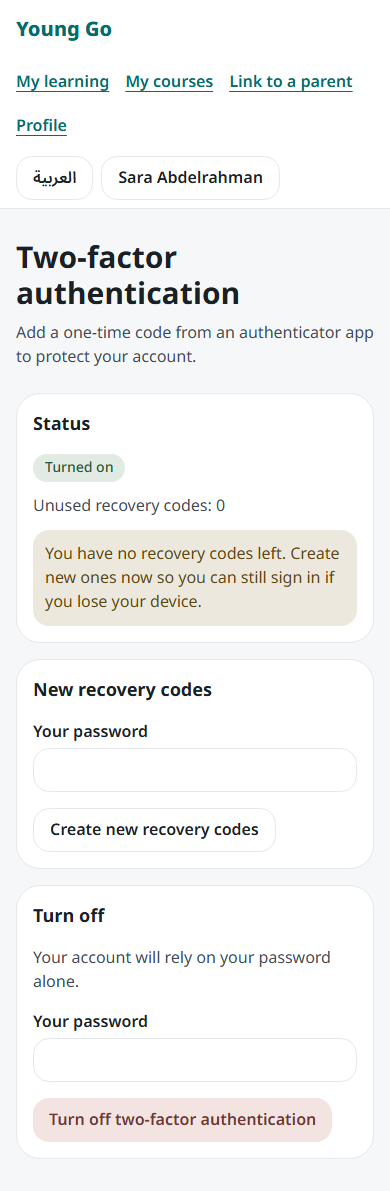 Young Go
My learning My courses Link to a parent
Profile
العربية Sara Abdelrahman
Two-factor
authentication
Add a one-time code from an authenticator app
to protect your account.
Status
Turned on
Unused recovery codes: 0
You have no recovery codes left. Create
new ones now so you can still sign in if
you lose your device.
New recovery codes
Your password
Create new recovery codes
Turn off
Your account will rely on your password
alone.
Your password
Turn off two-factor authentication